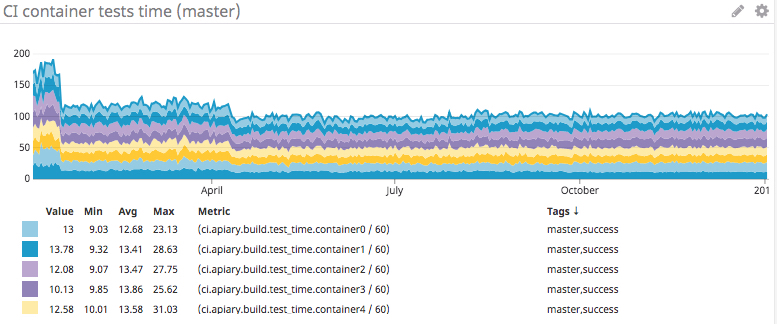 CI container tests time (master)
200
150
100
50
0
April July October 201
Value Min Avg Max Metric Tags ↓
13 9.03 12.68 23.13 (ci.apiary.build.test_time.container0 / 60) master,success
13.78 9.32 13.41 28.63 (ci.apiary.build.test_time.container1 / 60) master,success
12.08 9.07 13.47 27.75 (ci.apiary.build.test_time.container2 / 60) master,success
10.13 9.85 13.86 25.62 (ci.apiary.build.test_time.container3 / 60) master,success
12.58 10.01 13.58 31.03 (ci.apiary.build.test_time.container4 / 60) master,success